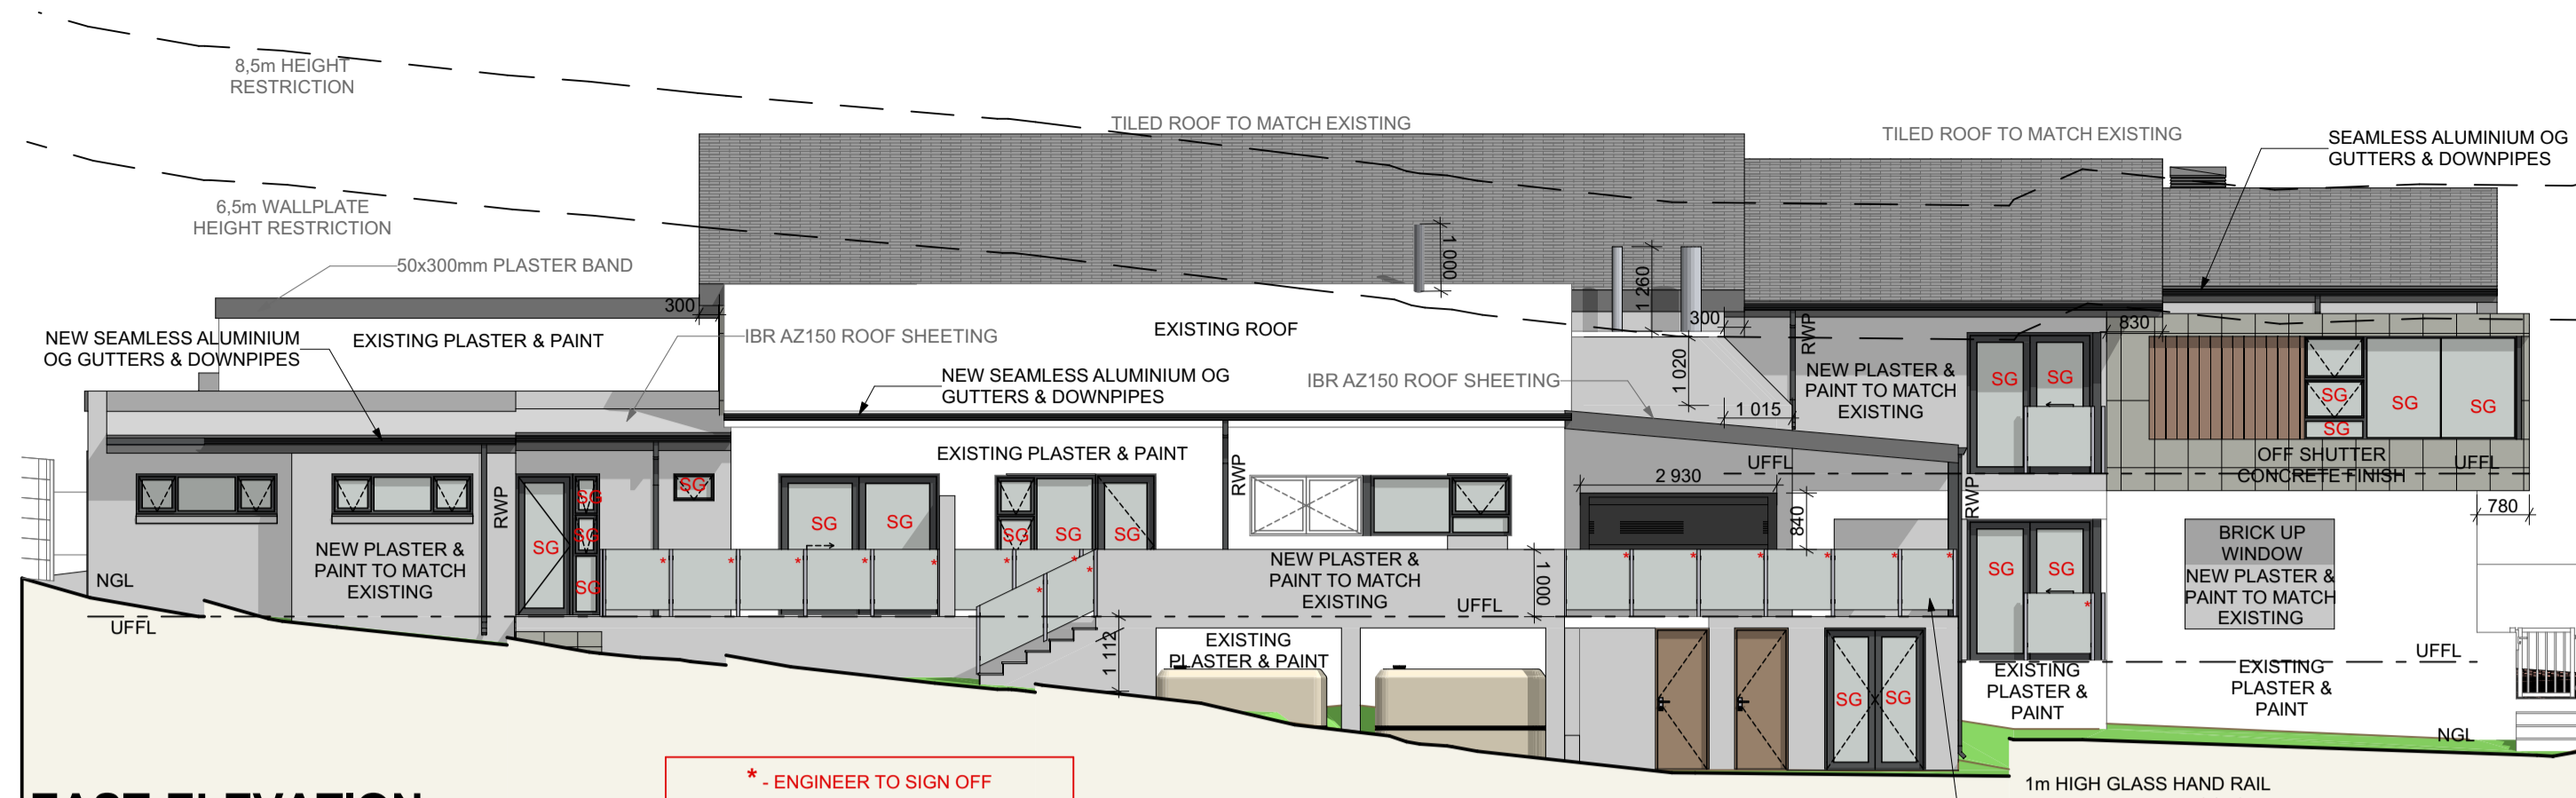 8,5m HEIGHT
RESTRICTION
TILED ROOF TO MATCH EXISTING
TILED ROOF TO MATCH EXISTING
SEAMLESS ALUMINIUM OG
GUTTERS & DOWNPIPES
6,5m WALLPLATE
HEIGHT RESTRICTION
50x300mm PLASTER BAND
1 000
1 260
300
300
830
NEW SEAMLESS ALUMINIUM
OG GUTTERS & DOWNPIPES
EXISTING PLASTER & PAINT
IBR AZ150 ROOF SHEETING
EXISTING ROOF
RWP
1 020
NEW SEAMLESS ALUMINIUM OG
GUTTERS & DOWNPIPES
IBR AZ150 ROOF SHEETING
1 015
NEW PLASTER &
PAINT TO MATCH
EXISTING
SG
SG
SG
SG
SG
SG
EXISTING PLASTER & PAINT
RWP
UFFL
2 930
840
OFF SHUTTER
CONCRETE FINISH
UFFL
780
RWP
RWP
SG
SG
SG
SG
SG
SG
SG
SG
SG
SG
NEW PLASTER &
PAINT TO MATCH
EXISTING
NGL
UFFL
* * * * *
* * * *
NEW PLASTER &
PAINT TO MATCH
EXISTING
UFFL
1 000
* * * * * *
SG
SG
*
BRICK UP
WINDOW
NEW PLASTER &
PAINT TO MATCH
EXISTING
1 112
EXISTING
PLASTER & PAINT
SG
SG
EXISTING
PLASTER &
PAINT
UFFL
EXISTING
PLASTER &
PAINT
NGL
* - ENGINEER TO SIGN OFF
1m HIGH GLASS HAND RAIL
EAST ELEVATION